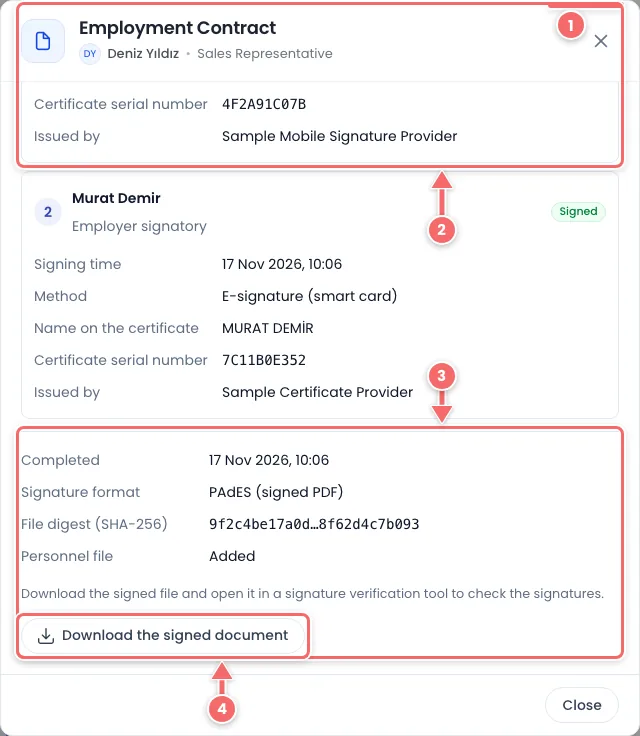 Employment Contract
1
DY Deniz Yıldız • Sales Representative
Certificate serial number 4F2A91C07B
Issued by Sample Mobile Signature Provider
2
Murat Demir
2
Employer signatory
Signed
Signing time 17 Nov 2026, 10:06
Method E-signature (smart card)
Name on the certificate MURAT DEMİR
Certificate serial number 7C11B0E352
3
Issued by Sample Certificate Provider
Completed 17 Nov 2026, 10:06
Signature format PAdES (signed PDF)
File digest (SHA-256) 9f2c4be17a0d…8f62d4c7b093
Personnel file Added
Download the signed file and open it in a signature verification tool to check the signatures.
Download the signed document
4
Close